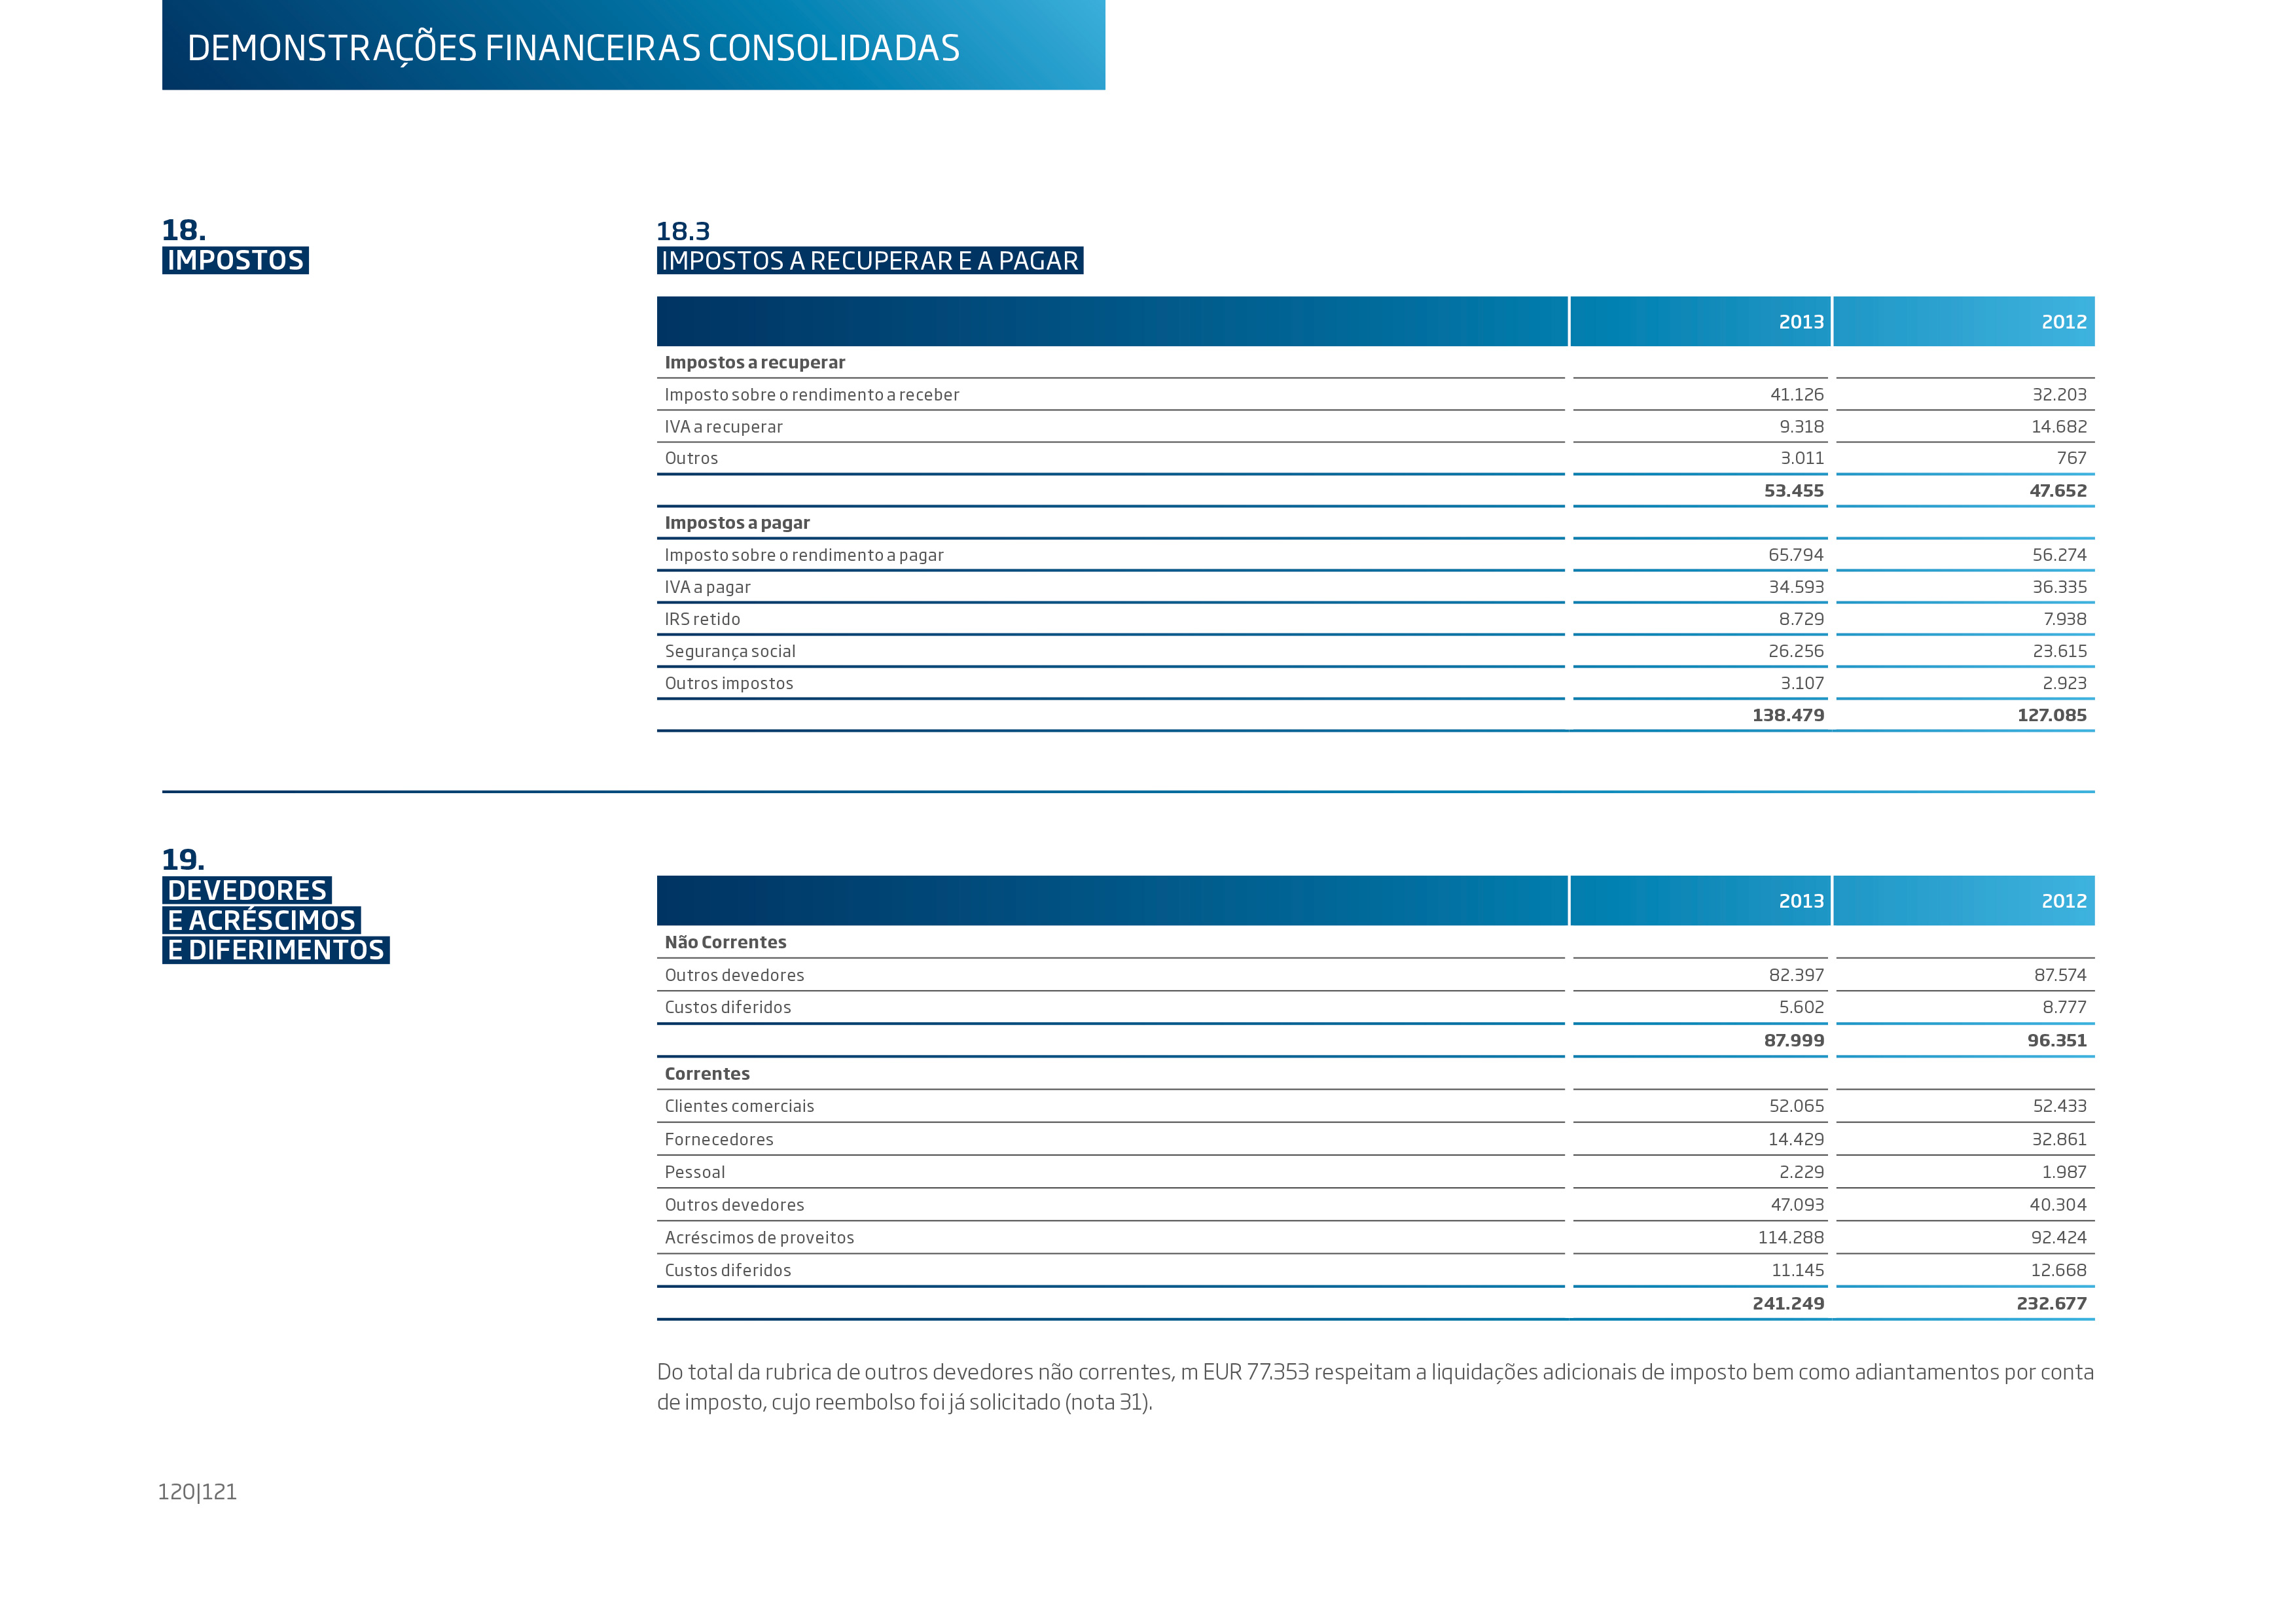 DEMONSTRAÇÕES FINANCEIRAS CONSOLIDADAS
18.
IMPOSTOS
18.3
IMPOSTOS A RECUPERAR E A PAGAR
2013 2012
Impostos a recuperar
Imposto sobre o rendimento a receber 41.126 32.203
IVA a recuperar 9.318 14.682
Outros 3.011 767
53.455 47.652
Impostos a pagar
Imposto sobre o rendimento a pagar 65.794 56.274
IVA a pagar 34.593 36.335
IRS retido 8.729 7.938
Segurança social 26.256 23.615
Outros impostos 3.107 2.923
138.479 127.085
19.
DEVEDORES
E ACRÉSCIMOS
E DIFERIMENTOS
2013 2012
Não Correntes
Outros devedores 82.397 87.574
Custos diferidos 5.602 8.777
87.999 96.351
Correntes
Clientes comerciais 52.065 52.433
Fornecedores 14.429 32.861
Pessoal 2.229 1.987
Outros devedores 47.093 40.304
Acréscimos de proveitos 114.288 92.424
Custos diferidos 11.145 12.668
241.249 232.677
Do total da rubrica de outros devedores não correntes, m EUR 77.353 respeitam a liquidações adicionais de imposto bem como adiantamentos por conta
de imposto, cujo reembolso foi já solicitado (nota 31).
120|121